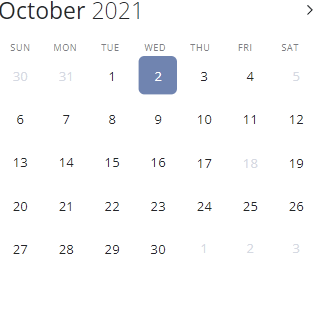 October 2021
SUN MON TUE WED THU FRI SAT
30 31 1 2 3 4 5
6 7 8 9 10 11 12
13 14 15 16 17 18 19
20 21 22 23 24 25 26
27 28 29 30 1 2 3